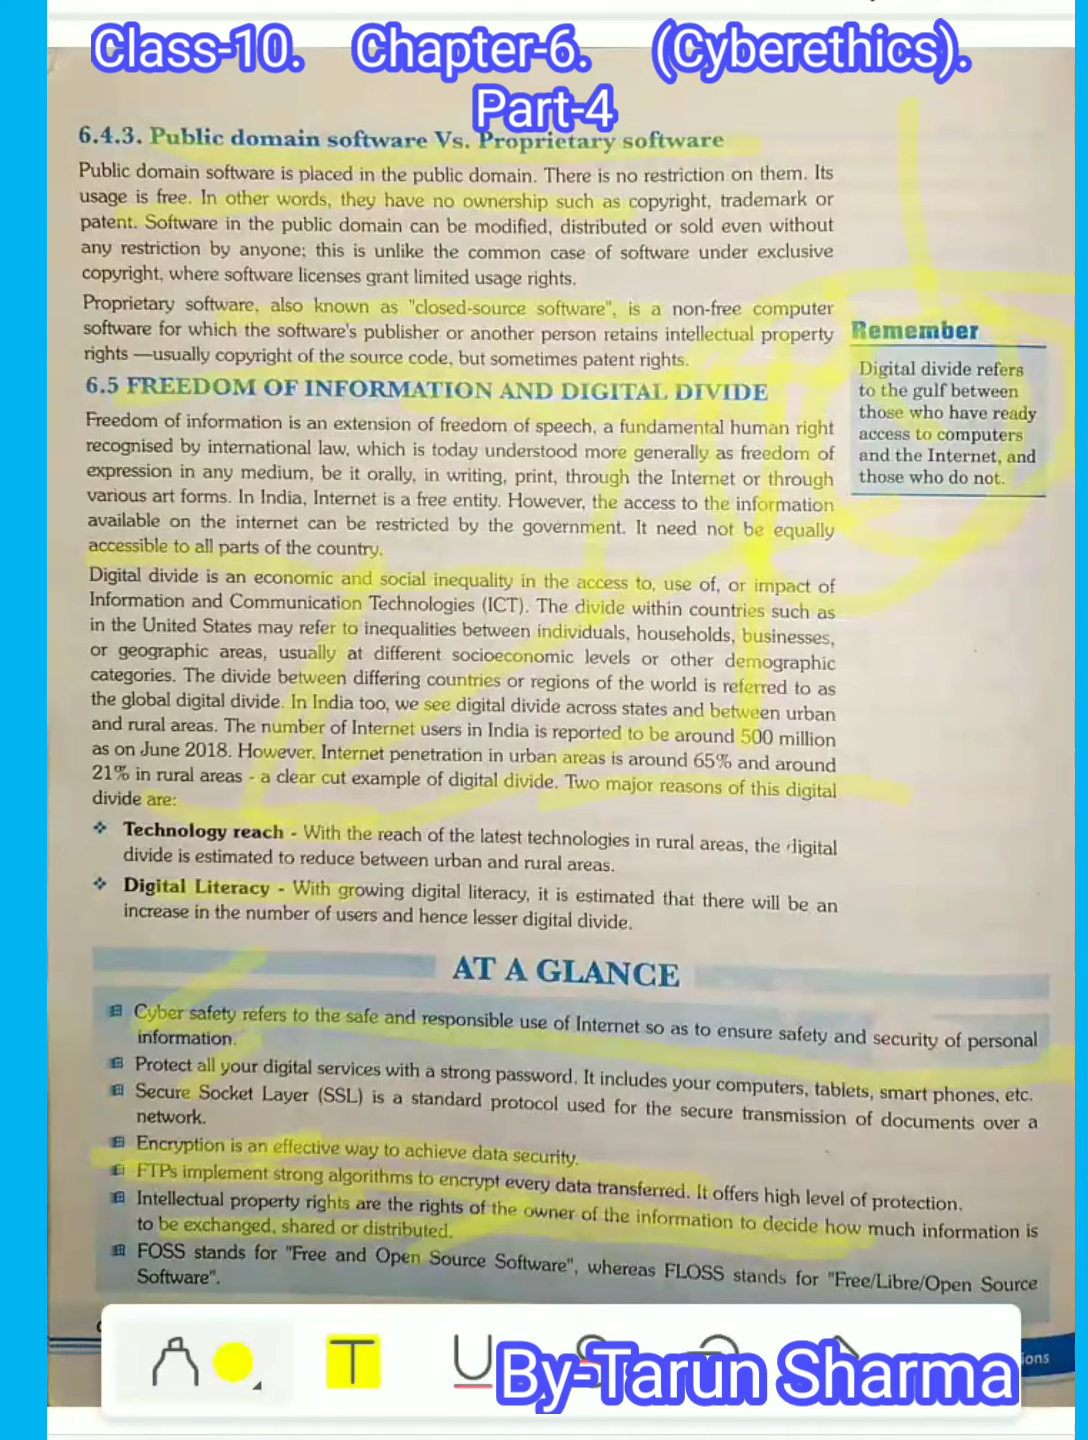 Class-10. Chapter-6. (Cyberethics).
Part-4
6.4.3. Public domain software Vs. Proprietary software
Public domain software is placed in the public domain. There is no restriction on them. Its
usage is free. In other words, they have no ownership such as copyright, trademark or
patent. Software in the public domain can be modified, distributed or sold even without
any restriction by anyone; this is unlike the common case of software under exclusive
copyright, where software licenses grant limited usage rights.
Proprietary software, also known as "closed-source software", is a non-free computer
software for which the software's publisher or another person retains intellectual property
rights —usually copyright of the source code, but sometimes patent rights.
6.5 FREEDOM OF INFORMATION AND DIGITAL DIVIDE
Freedom of information is an extension of freedom of speech, a fundamental human right
recognised by international law, which is today understood more generally as freedom of
expression in any medium, be it orally, in writing, print, through the Internet or through
various art forms. In India, Internet is a free entity. However, the access to the information
available on the internet can be restricted by the government. It need not be equally
accessible to all parts of the country.
Digital divide is an economic and social inequality in the access to, use of, or impact of
Information and Communication Technologies (ICT). The divide within countries such as
in the United States may refer to inequalities between individuals, households, businesses,
or geographic areas, usually at different socioeconomic levels or other demographic
categories. The divide between differing countries or regions of the world is referred to as
the global digital divide. In India too, we see digital divide across states and between urban
and rural areas. The number of Internet users in India is reported to be around 500 million
as on June 2018. However, Internet penetration in urban areas is around 65% and around
21% in rural areas - a clear cut example of digital divide. Two major reasons of this digital
divide are:
❖ Technology reach - With the reach of the latest technologies in rural areas, the digital
divide is estimated to reduce between urban and rural areas.
❖ Digital Literacy - With growing digital literacy, it is estimated that there will be an
increase in the number of users and hence lesser digital divide.
Remember
Digital divide refers
to the gulf between
those who have ready
access to computers
and the Internet, and
those who do not.
AT A GLANCE
Cyber safety refers to the safe and responsible use of Internet so as to ensure safety and security of personal
information.
Protect all your digital services with a strong password. It includes your computers, tablets, smart phones, etc.
Secure Socket Layer (SSL) is a standard protocol used for the secure transmission of documents over a
network.
Encryption is an effective way to achieve data security.
FTPs implement strong algorithms to encrypt every data transferred. It offers high level of protection.
Intellectual property rights are the rights of the owner of the information to decide how much information is
to be exchanged, shared or distributed.
FOSS stands for "Free and Open Source Software", whereas FLOSS stands for "Free/Libre/Open Source
Software".
T U
By-Tarun Sharma